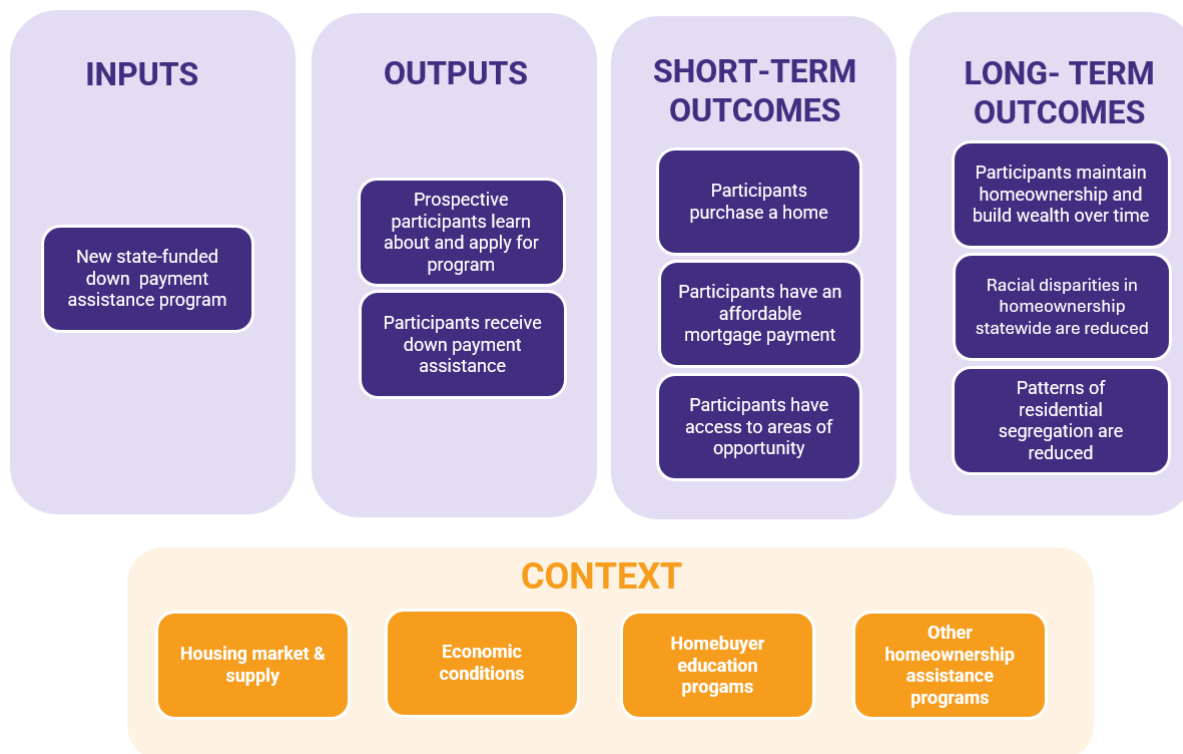 INPUTS
New state-funded
down payment
assistance program
OUTPUTS
Prospective
participants learn
about and apply for
program
Participants receive
down payment
assistance
SHORT-TERM
OUTCOMES
Participants
purchase a home
Participants have an
affordable
mortgage payment
Participants have
access to areas of
opportunity
LONG- TERM
OUTCOMES
Participants maintain
homeownership and
build wealth over time
Racial disparities in
homeownership
statewide are reduced
Patterns of
residential
segregation are
reduced
CONTEXT
Housing market &
supply
Economic
conditions
Homebuyer
education
progams
Other
homeownership
assistance
programs